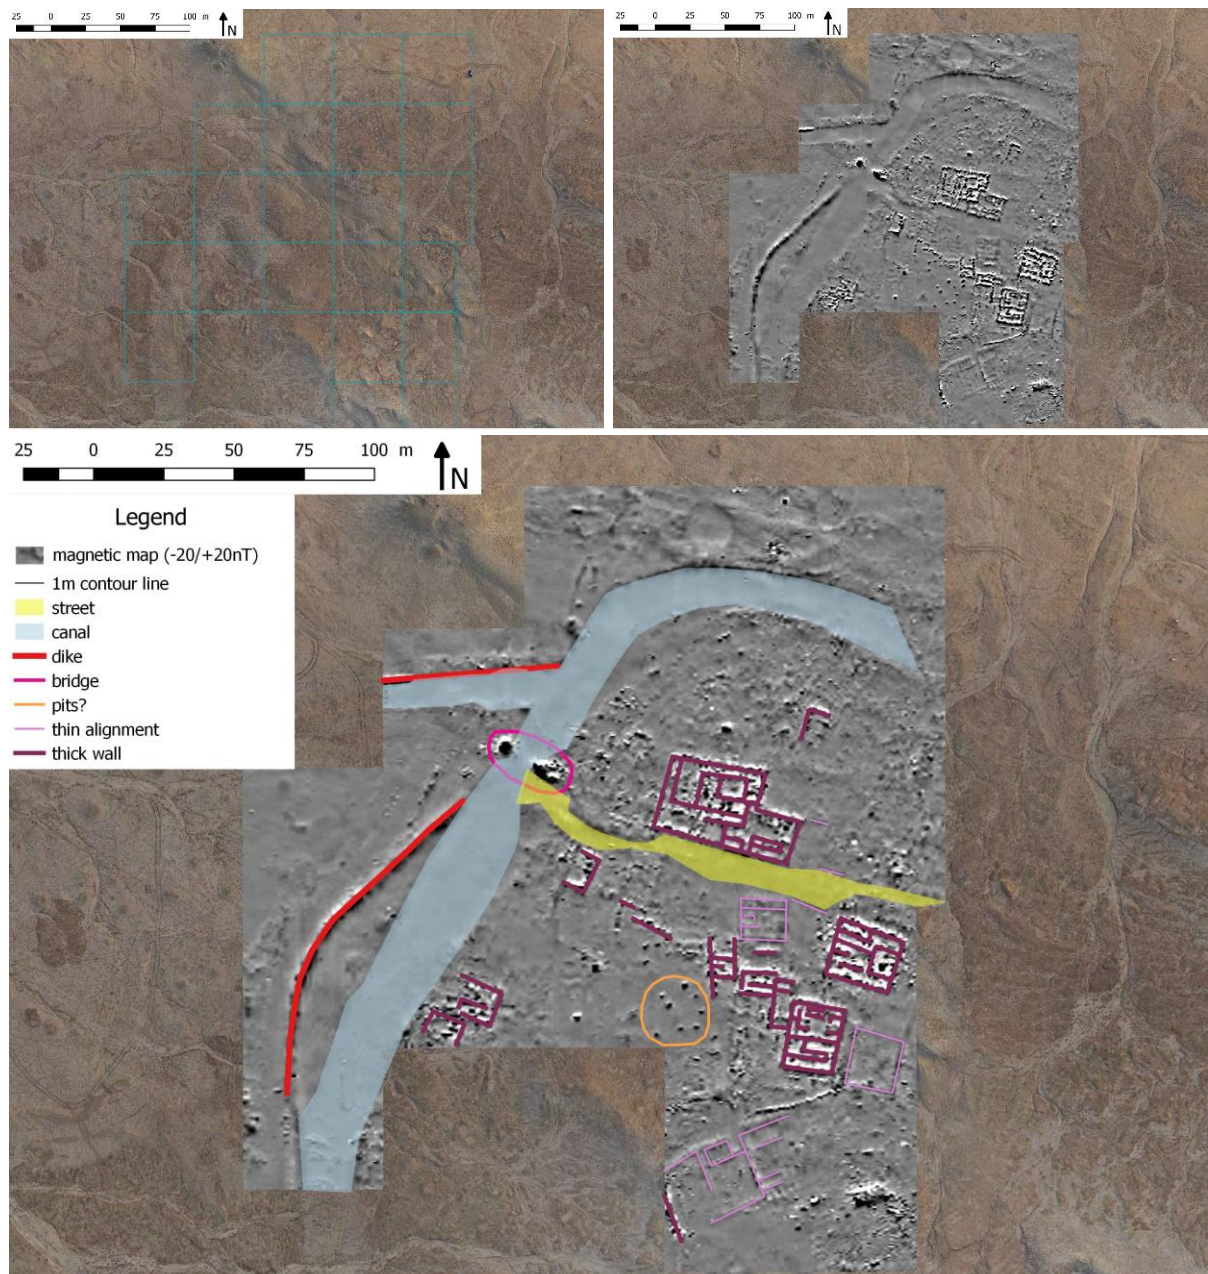 25 0 25 50 75 100 m
N
25 0 25 50 75 100 m
N
25 0 25 50 75 100 m
N
Legend
magnetic map (-20/+20nT)
1m contour line
street
canal
dike
bridge
pits?
thin alignment
thick wall